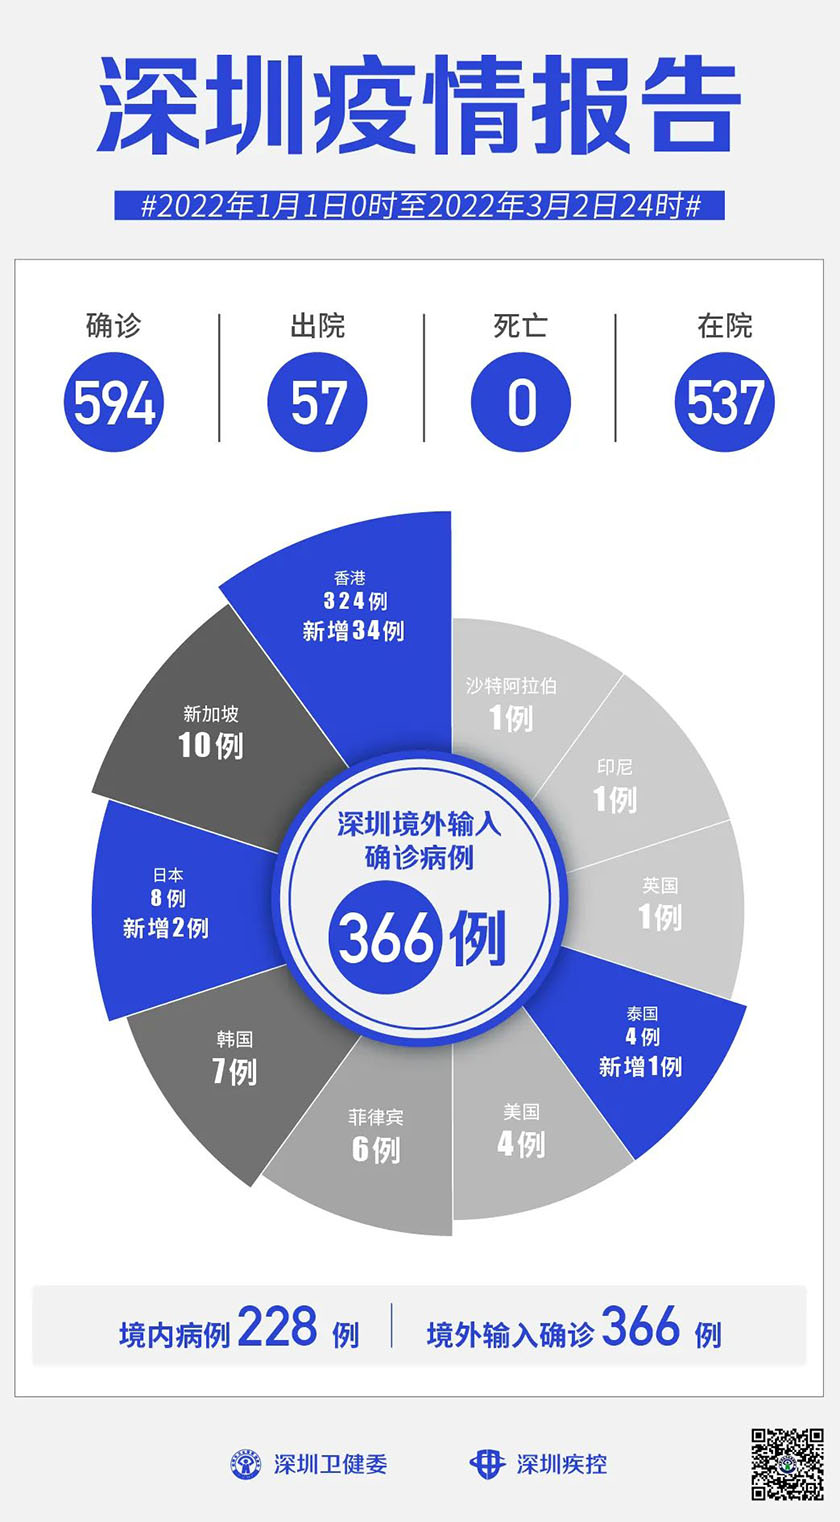 深圳疫情报告
#2022年1月1日0时至2022年3月2日24时#
确诊
594
出院
57
死亡
0
在院
537
香港
324例
新增34例
沙特阿拉伯
1例
印尼
1例
英国
1例
泰国
4例
新增1例
美国
4例
菲律宾
6例
韩国
7例
日本
8例
新增2例
新加坡
10例
深圳境外输入
确诊病例
366例
境内病例228例
境外输入确诊366例
深圳卫健委
深圳疾控